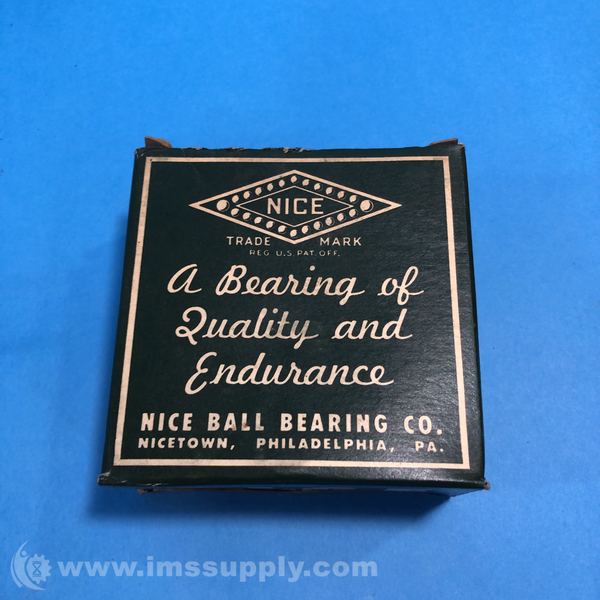 NICE
TRADE MARK
REG. U.S. PAT. OFF.
A Bearing of
Quality and
Endurance
NICE BALL BEARING CO.
NICETOWN, PHILADELPHIA, PA.
www.imssupply.com